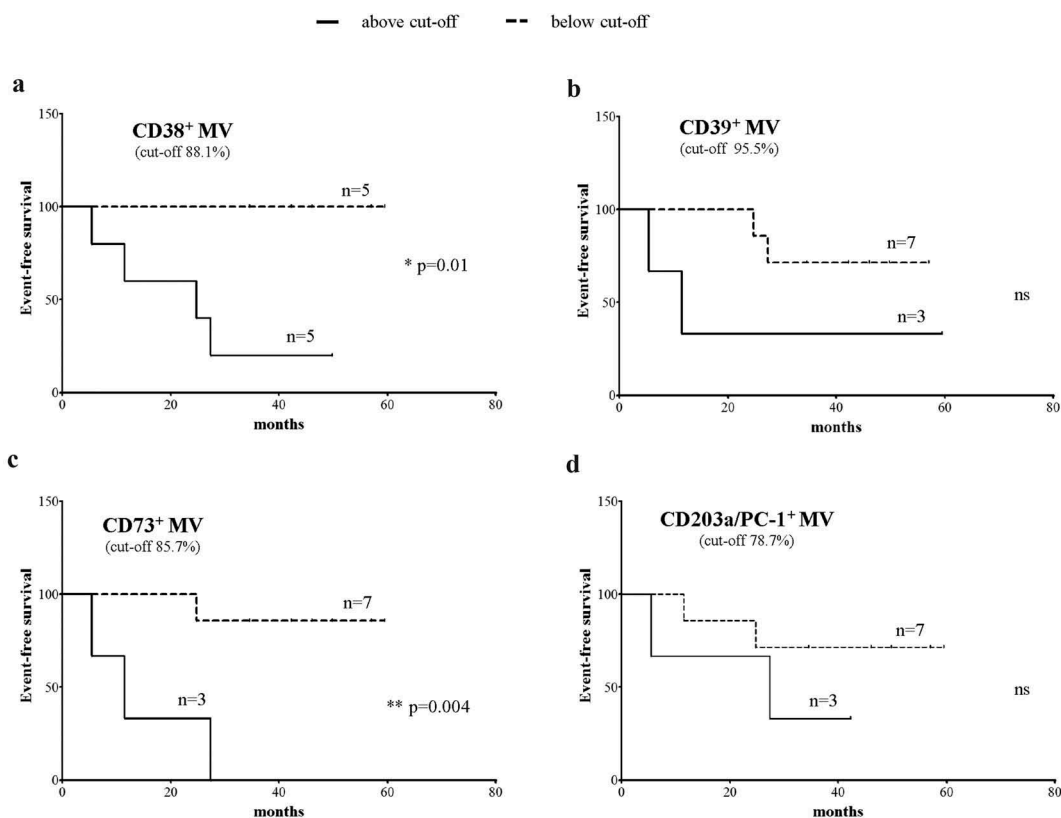 above cut-off below cut-off
a
CD38⁺ MV
(cut-off 88.1%)
150
100
50
0
Event-free survival
n=5
n=5
* p=0.01
0 20 40 60 80
months
b
CD39⁺ MV
(cut-off 95.5%)
150
100
50
0
Event-free survival
n=7
n=3
ns
0 20 40 60 80
months
c
CD73⁺ MV
(cut-off 85.7%)
150
100
50
0
Event-free survival
n=7
n=3
** p=0.004
0 20 40 60 80
months
d
CD203a/PC-1⁺ MV
(cut-off 78.7%)
150
100
50
0
Event-free survival
n=7
n=3
ns
0 20 40 60 80
months